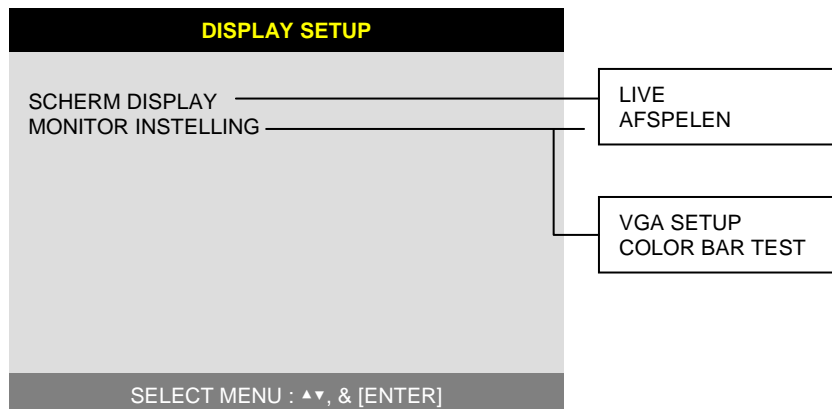 DISPLAY SETUP
SCHERM DISPLAY
MONITOR INSTELLING
LIVE
AFSPELEN
VGA SETUP
COLOR BAR TEST
SELECT MENU : ▲▼, & [ENTER]